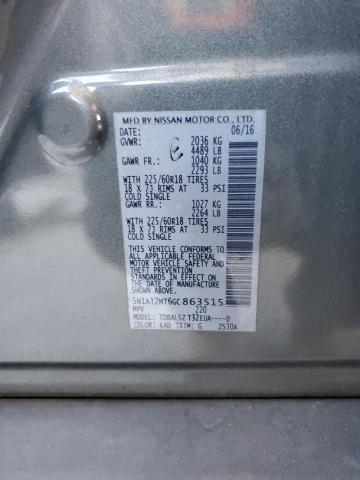 MFD BY NISSAN MOTOR CO., LTD.
DATE: 06/16
GVWR: 2036 KG
4489 LB
GAWR FR.: 1040 KG
2293 LB
WITH 225/60R18 TIRES
18 X 7J RIMS AT 33 PSI
COLD SINGLE
GAWR RR.: 1027 KG
2264 LB
WITH 225/60R18 TIRES
18 X 7J RIMS AT 33 PSI
COLD SINGLE
THIS VEHICLE CONFORMS TO
ALL APPLICABLE U.S.
FEDERAL MOTOR VEHICLE
SAFETY AND BUMPER
STANDARDS IN EFFECT ON
THE DATE OF MANUFACTURE
SHOWN ABOVE.
5N1AT2MT6GC863515
MPV 220
MODEL: TDBALSZ T32EUA----D
COLOR: KAD TRIM: G ZS30A